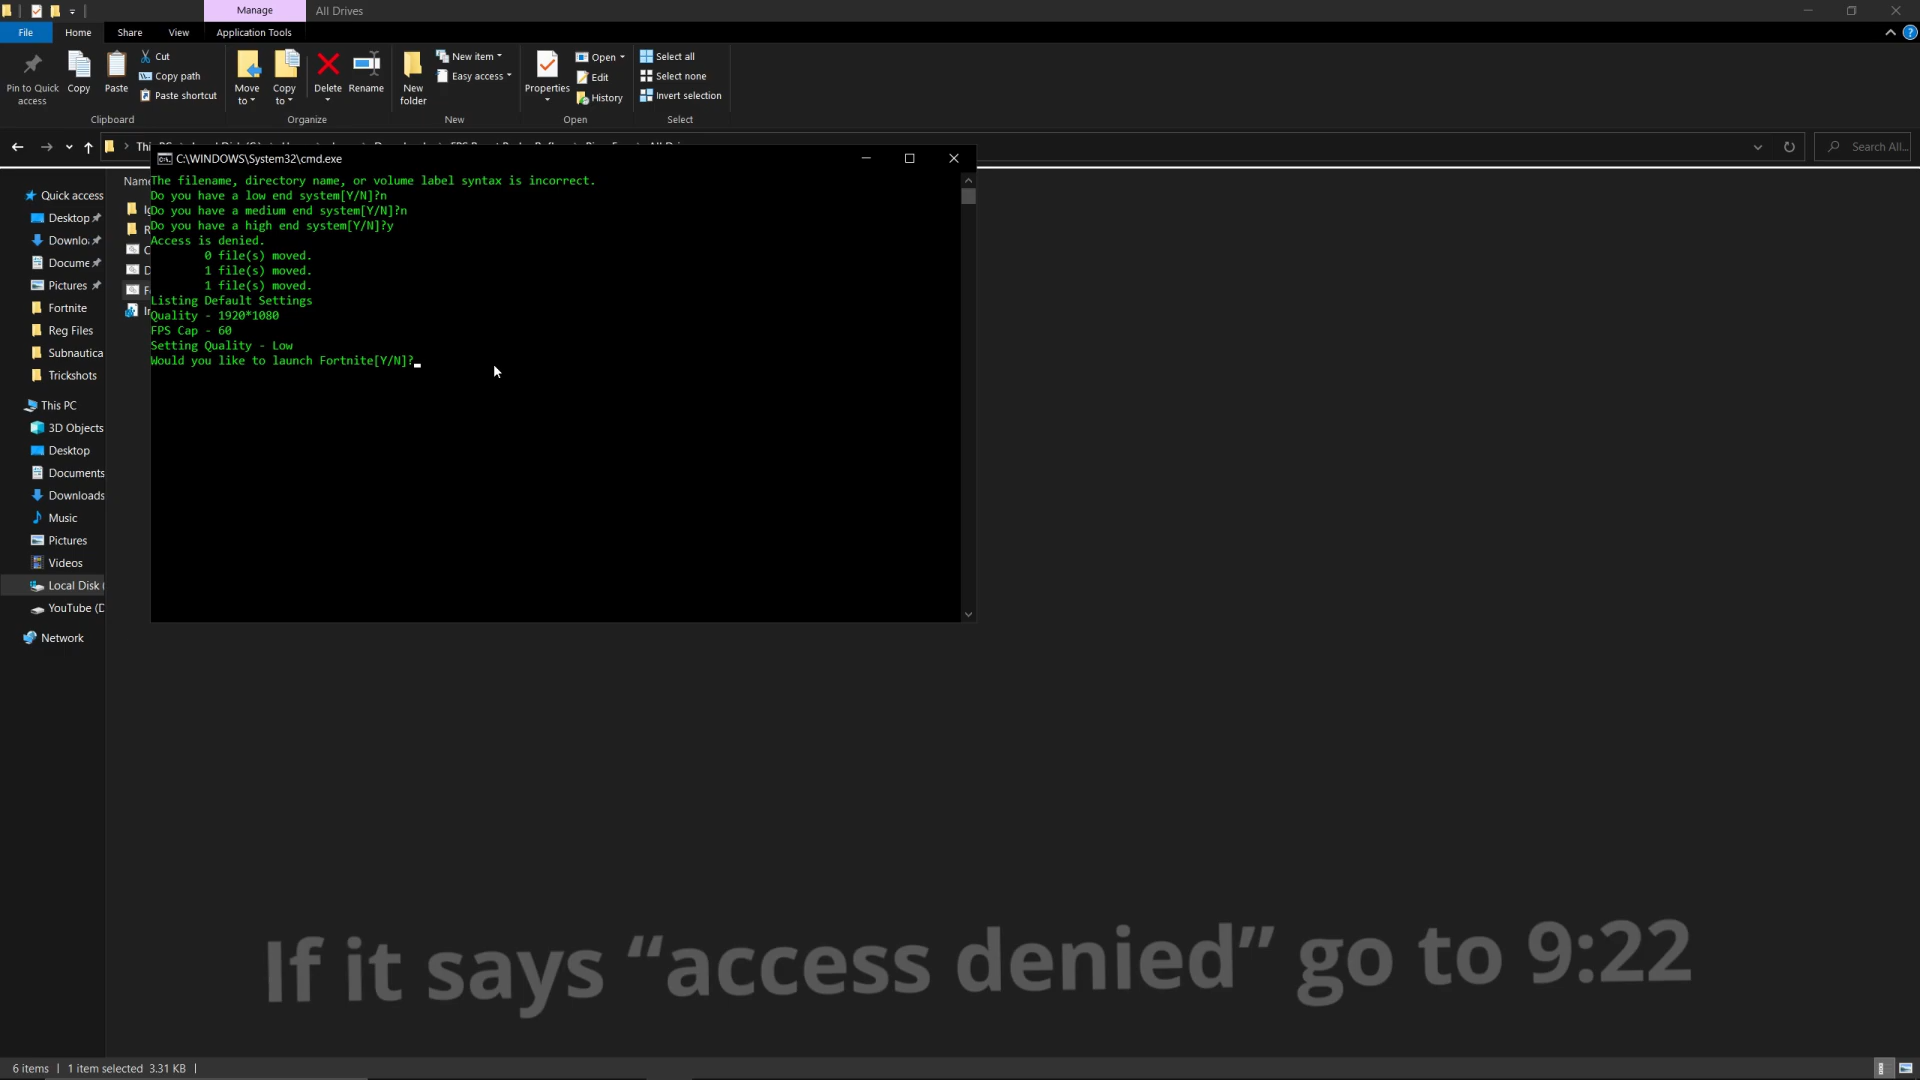 Manage
All Drives
File
Home
Share
View
Application Tools
Pin to Quick access
Copy
Paste
Cut
Copy path
Paste shortcut
Clipboard
Move to
Copy to
Delete
Rename
Organize
New folder
New item
Easy access
New
Properties
Open
Edit
History
Open
Select all
Select none
Invert selection
Select
Search All...
C:\WINDOWS\System32\cmd.exe
The filename, directory name, or volume label syntax is incorrect.
Do you have a low end system[Y/N]?n
Do you have a medium end system[Y/N]?n
Do you have a high end system[Y/N]?y
Access is denied.
0 file(s) moved.
1 file(s) moved.
1 file(s) moved.
Listing Default Settings
Quality - 1920*1080
FPS Cap - 60
Setting Quality - Low
Would you like to launch Fortnite[Y/N]?
Quick access
Desktop
Downlo
Docume
Pictures
Fortnite
Reg Files
Subnautica
Trickshots
This PC
3D Objects
Desktop
Documents
Downloads
Music
Pictures
Videos
Local Disk (
YouTube (D
Network
If it says “access denied” go to 9:22
6 items
1 item selected 3.31 KB